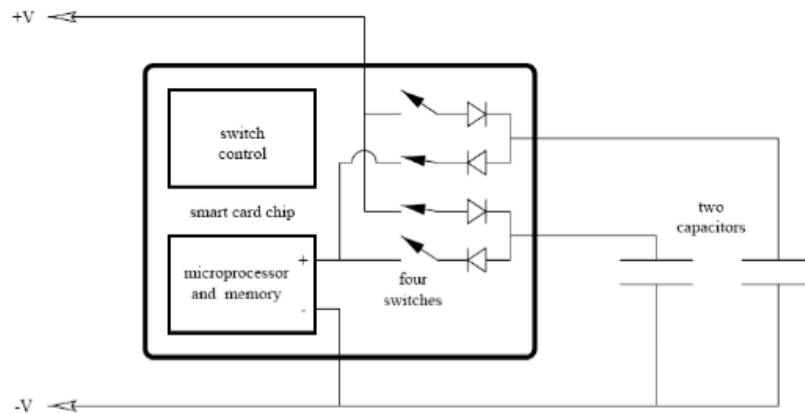 +V
switch
control
smart card chip
two
capacitors
+
microprocessor
and memory
-
four
switches
-V